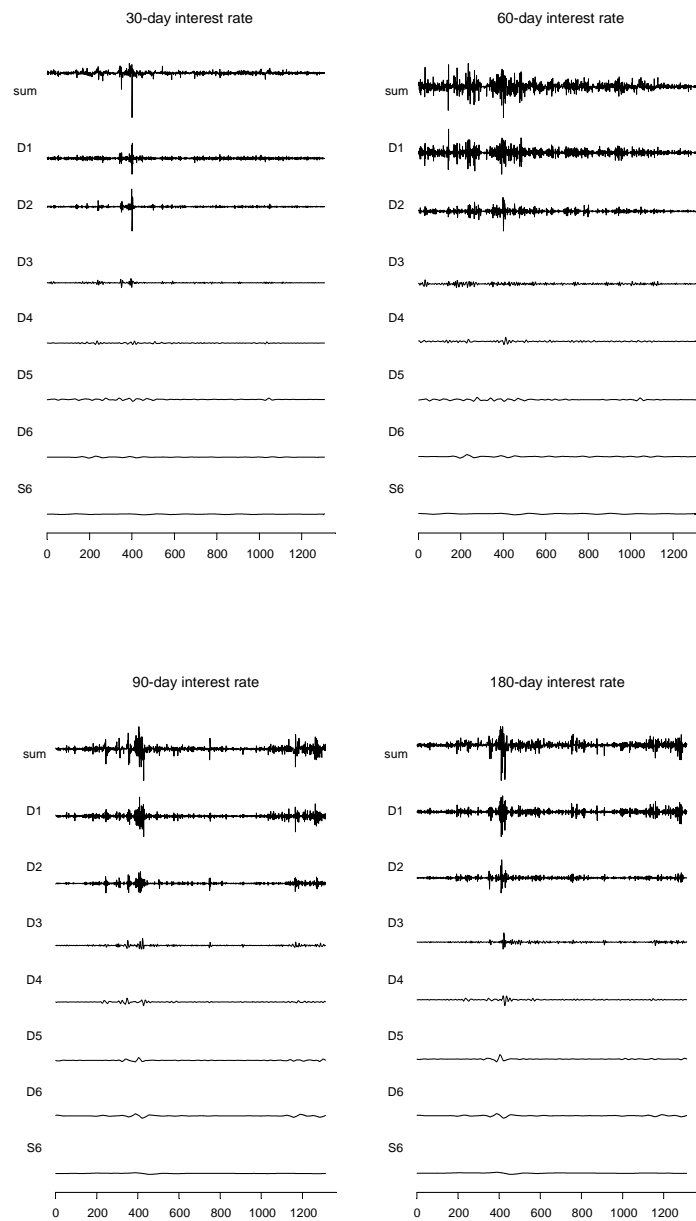 30-day interest rate
sum
D1
D2
D3
D4
D5
D6
S6
0 200 400 600 800 1000 1200
60-day interest rate
sum
D1
D2
D3
D4
D5
D6
S6
0 200 400 600 800 1000 1200
90-day interest rate
sum
D1
D2
D3
D4
D5
D6
S6
0 200 400 600 800 1000 1200
180-day interest rate
sum
D1
D2
D3
D4
D5
D6
S6
0 200 400 600 800 1000 1200